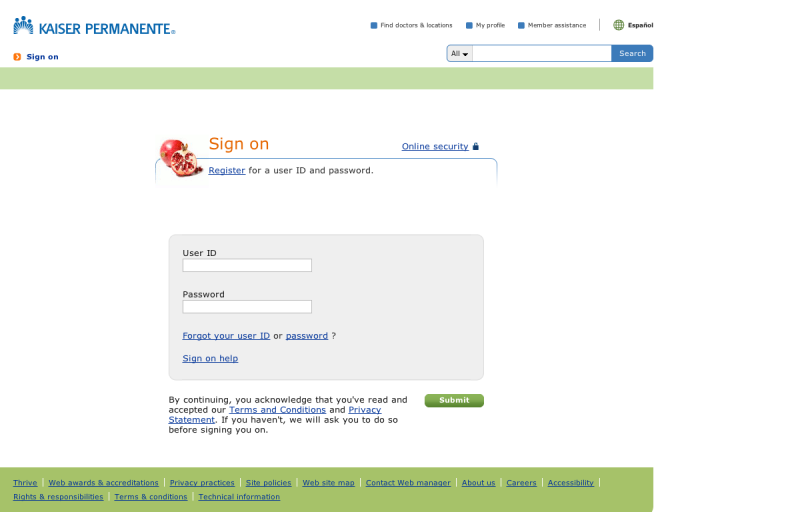 KAISER PERMANENTE®
Find doctors & locations My profile Member assistance Español
Sign on
All Search
Sign on
Online security
Register for a user ID and password.
User ID
Password
Forgot your user ID or password ?
Sign on help
By continuing, you acknowledge that you've read and
accepted our Terms and Conditions and Privacy
Statement. If you haven't, we will ask you to do so
before signing you on.
Submit
Thrive | Web awards & accreditations | Privacy practices | Site policies | Web site map | Contact Web manager | About us | Careers | Accessibility |
Rights & responsibilities | Terms & conditions | Technical information